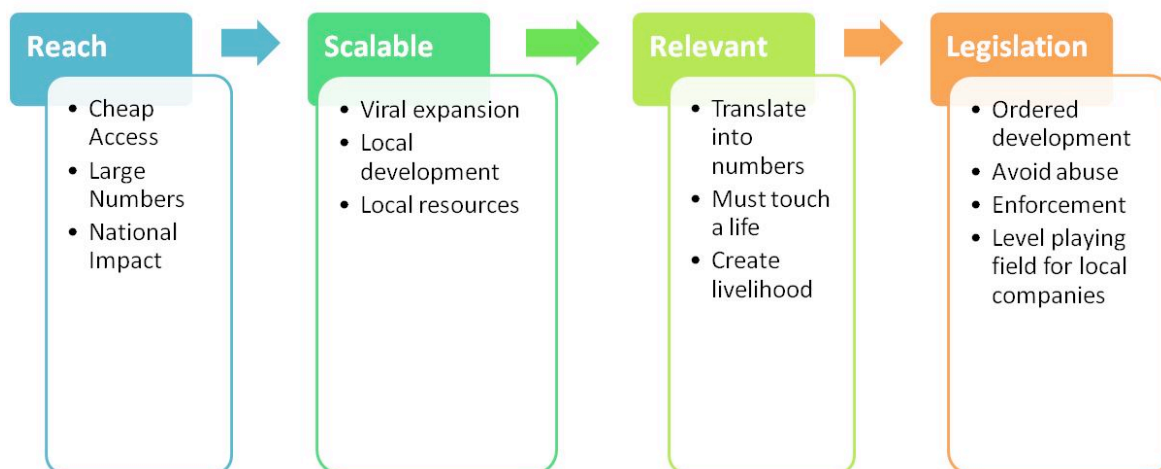 Reach
• Cheap
Access
• Large
Numbers
• National
Impact
Scalable
• Viral expansion
• Local
development
• Local resources
Relevant
• Translate
into
numbers
• Must touch
a life
• Create
livelihood
Legislation
• Ordered
development
• Avoid abuse
• Enforcement
• Level playing
field for local
companies